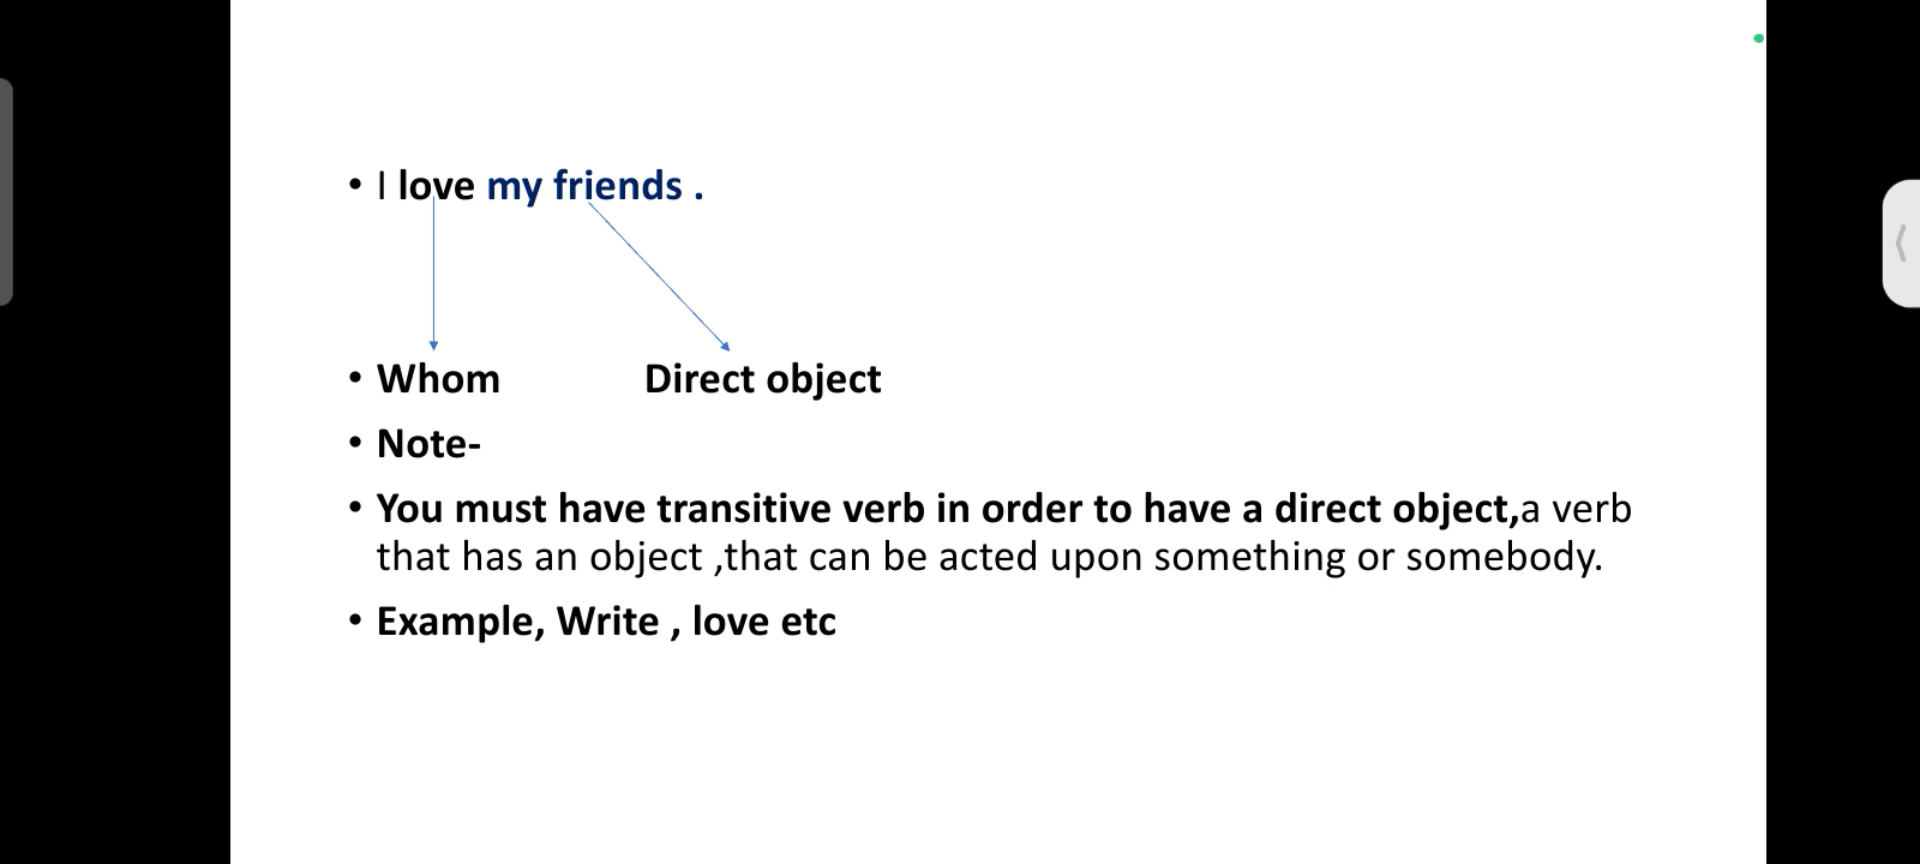 • I love my friends .
• Whom Direct object
• Note-
• You must have transitive verb in order to have a direct object,a verb
that has an object ,that can be acted upon something or somebody.
• Example, Write , love etc